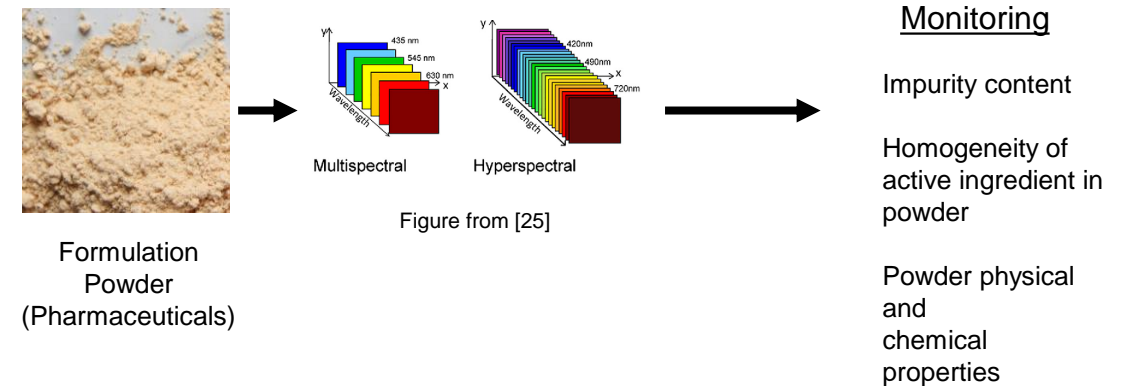 Formulation
Powder
(Pharmaceuticals)
y
435 nm
545 nm
630 nm
x
Wavelength
Multispectral
y
420nm
490nm
x
720nm
Wavelength
Hyperspectral
Figure from [25]
Monitoring
Impurity content
Homogeneity of
active ingredient in
powder
Powder physical
and
chemical
properties